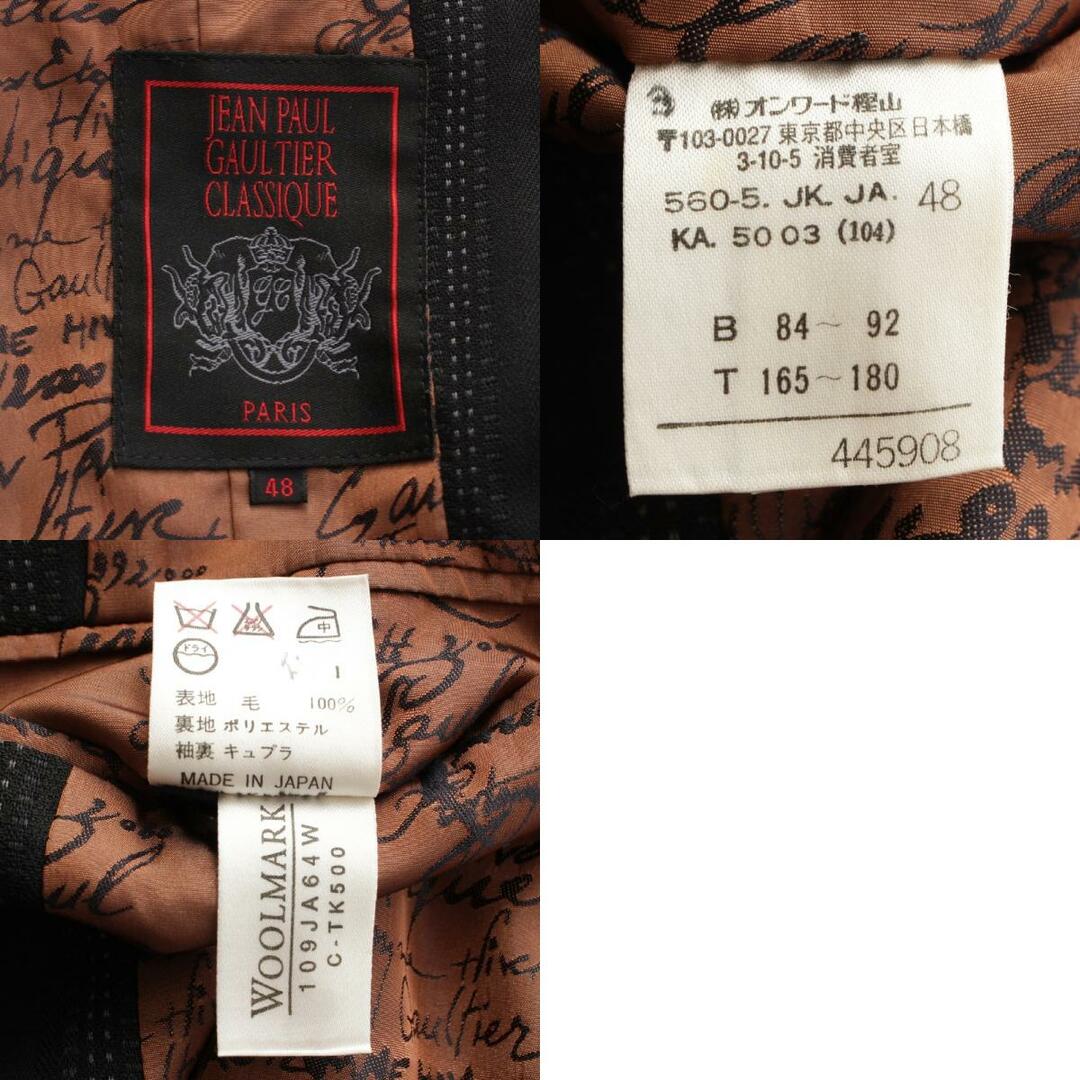 JEAN PAUL
GAULTIER
CLASSIQUE
PARIS
48
(株)オンワード樫山
〒103-0027 東京都中央区日本橋
3-10-5 消費者室
560-5. JK. JA. 48
KA. 5003 (104)
B 84～ 92
T 165～180
445908
中
ドライ
1
表地 毛 100%
裏地 ポリエステル
袖裏 キュプラ
MADE IN JAPAN
WOOLMARK
109JA64W
C-TK500
Gaultier